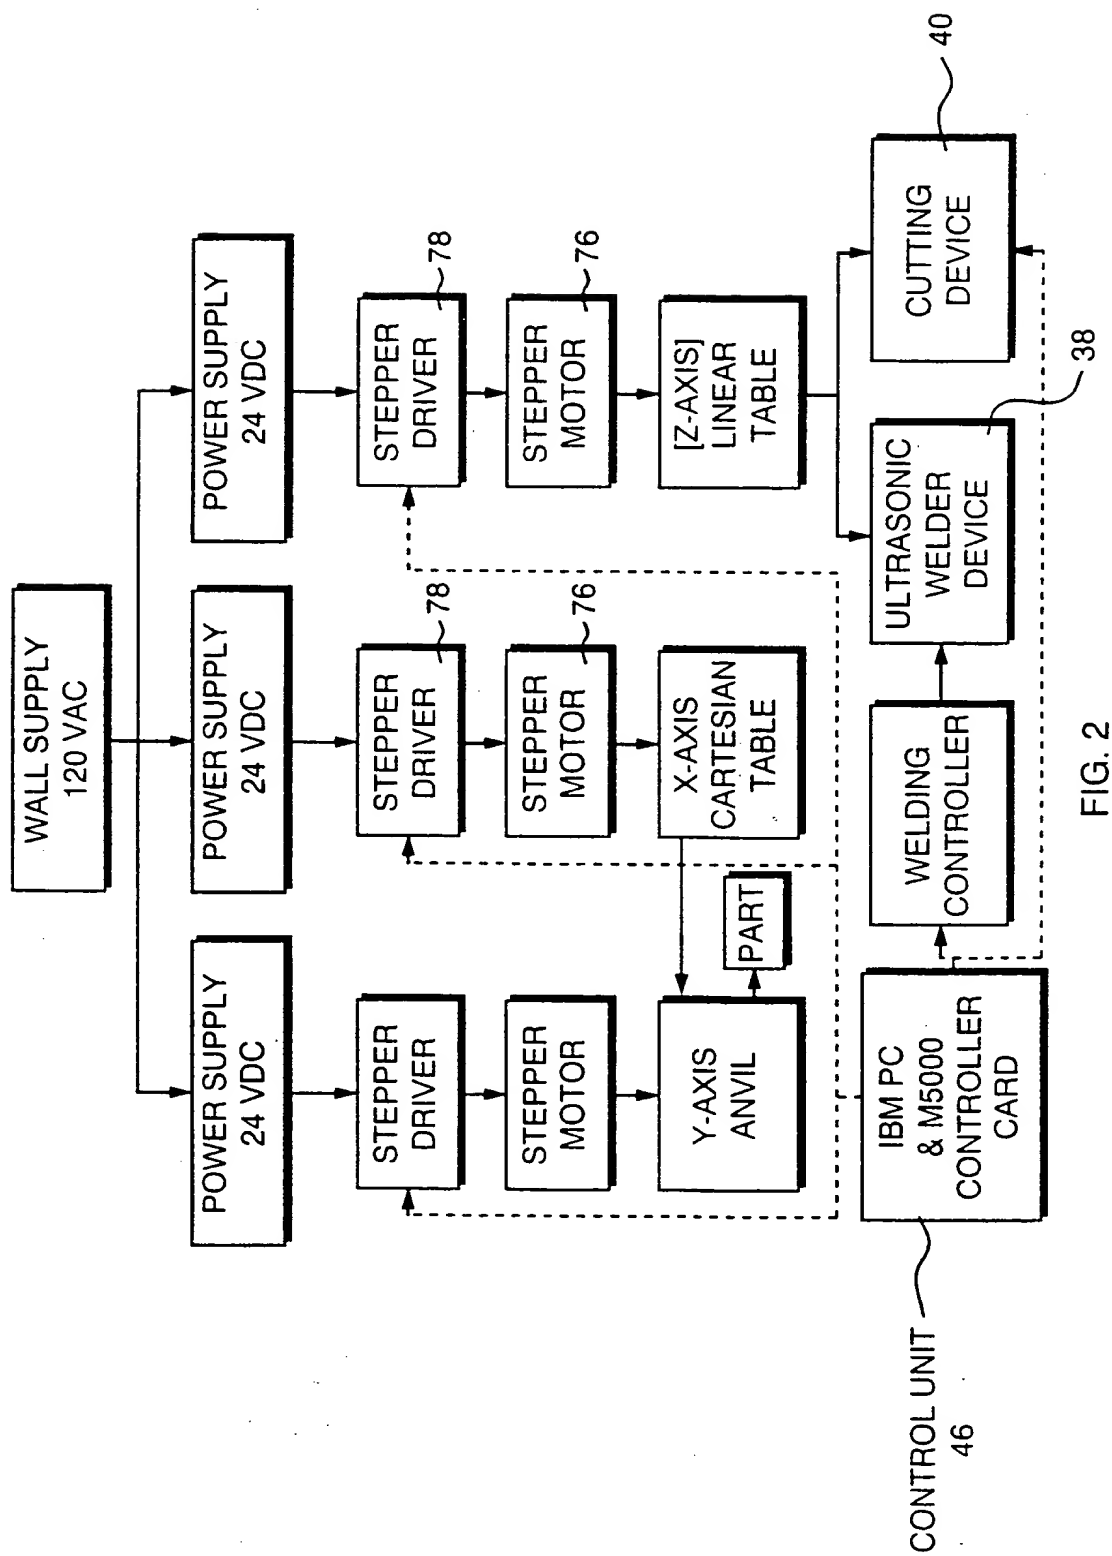 WALL SUPPLY
120 VAC
POWER SUPPLY
24 VDC
POWER SUPPLY
24 VDC
POWER SUPPLY
24 VDC
STEPPER
DRIVER
STEPPER
DRIVER
78
STEPPER
DRIVER
78
STEPPER
MOTOR
STEPPER
MOTOR
76
STEPPER
MOTOR
76
Y-AXIS
ANVIL
PART
X-AXIS
CARTESIAN
TABLE
[Z-AXIS]
LINEAR
TABLE
CONTROL UNIT
46
IBM PC
& M5000
CONTROLLER
CARD
WELDING
CONTROLLER
ULTRASONIC
WELDER
DEVICE
38
CUTTING
DEVICE
40
FIG. 2